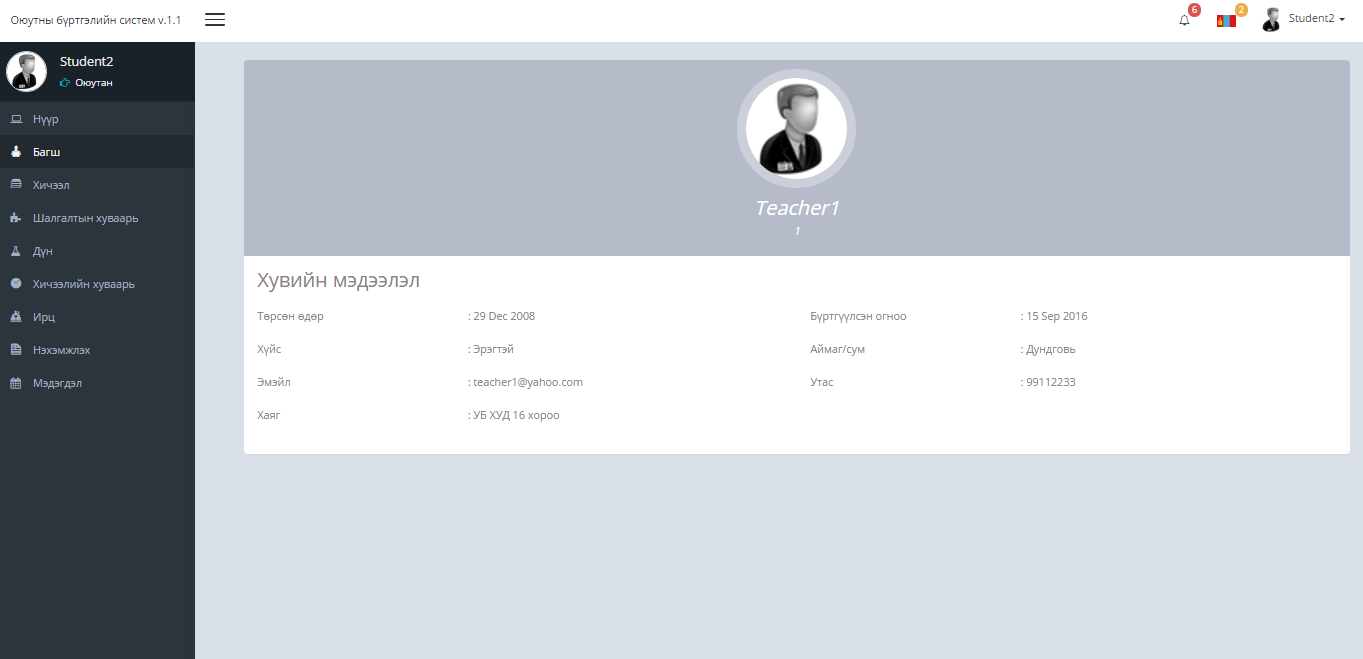 Оюутны бүртгэлийн систем v.1.1
6
2
Student2
Student2
Оюутан
Нүүр
Багш
Хичээл
Шалгалтын хуваарь
Дүн
Хичээлийн хуваарь
Ирц
Нэхэмжлэх
Мэдэгдэл
Teacher1
1
Хувийн мэдээлэл
Төрсөн өдөр : 29 Dec 2008 Бүртгүүлсэн огноо : 15 Sep 2016
Хүйс : Эрэгтэй Аймаг/сум : Дундговь
Эмэйл : teacher1@yahoo.com Утас : 99112233
Хаяг : УБ ХУД 16 хороо